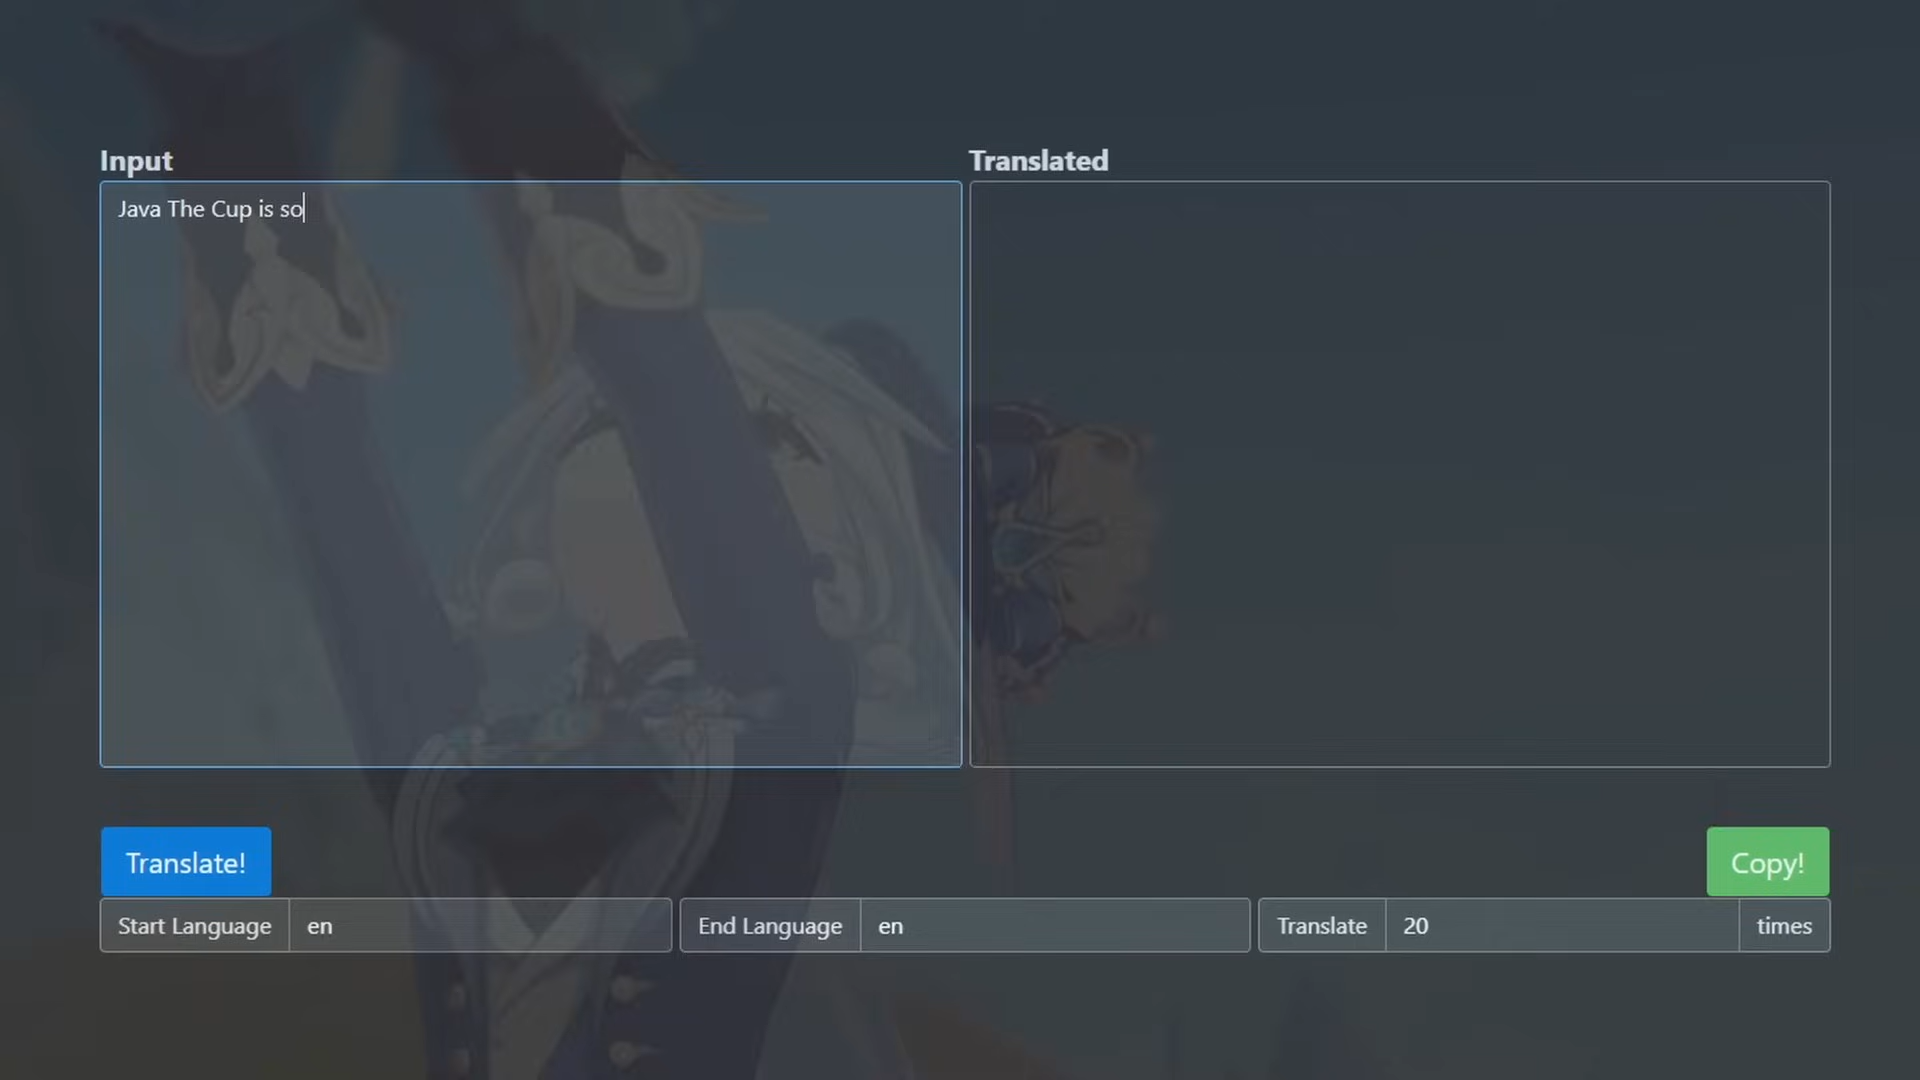 Input
Translated
Java The Cup is so
Translate!
Copy!
Start Language en
End Language en
Translate 20 times